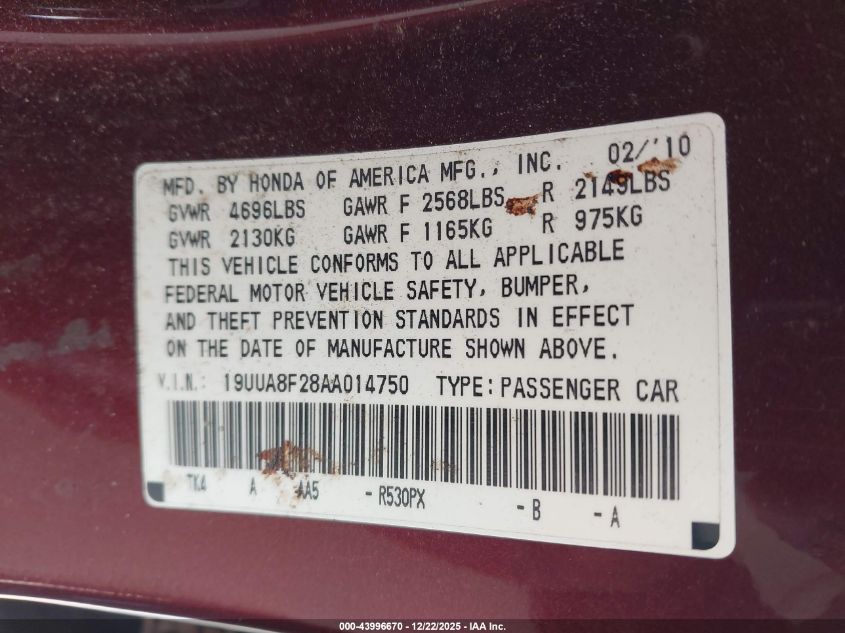 MFD. BY HONDA OF AMERICA MFG., INC. 02/'10
GVWR 4696LBS GAWR F 2568LBS R 2149LBS
GVWR 2130KG GAWR F 1165KG R 975KG
THIS VEHICLE CONFORMS TO ALL APPLICABLE
FEDERAL MOTOR VEHICLE SAFETY, BUMPER,
AND THEFT PREVENTION STANDARDS IN EFFECT
ON THE DATE OF MANUFACTURE SHOWN ABOVE.
V.I.N.: 19UUA8F28AA014750 TYPE: PASSENGER CAR
TK4 A AA5 - R530PX - B - A
000-43996670 • 12/22/2025 - IAA Inc.